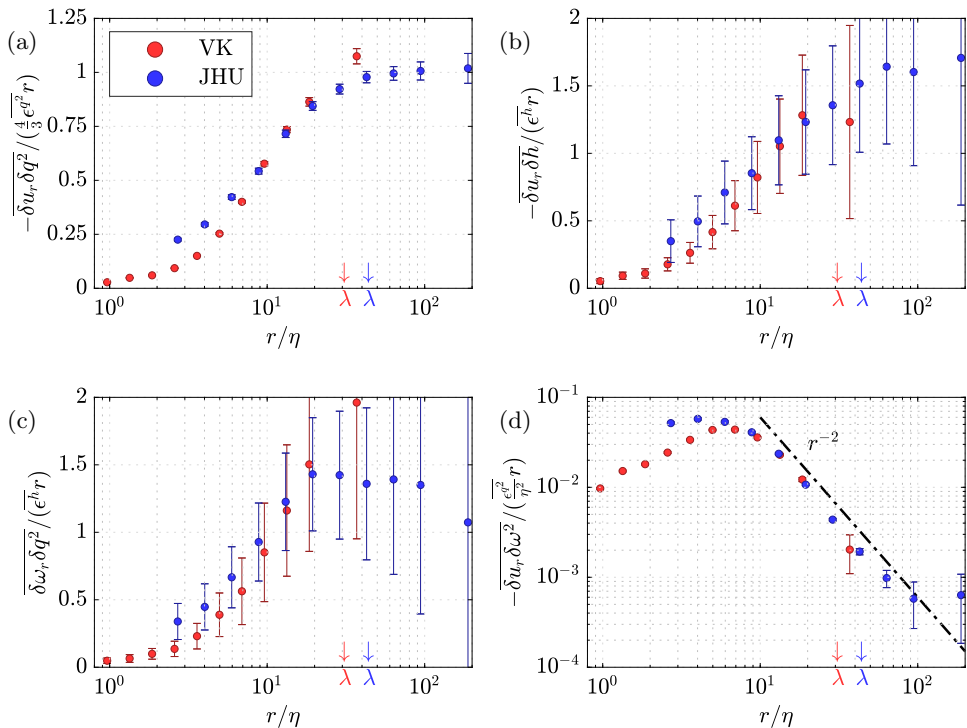 (a)
VK
JHU
1
0.75
0.5
0.25
0
10⁰
10¹
10²
λ
λ
r/η
−δu_r δq²/(4/3 ϵ^{q²} r)
(b)
2
1.5
1
0.5
0
10⁰
10¹
10²
λ
λ
r/η
−δu_r δh/(ϵ^h r)
(c)
2
1.5
1
0.5
0
10⁰
10¹
10²
λ
λ
r/η
δω_r δq²/(ϵ^h r)
(d)
10⁻¹
10⁻²
10⁻³
10⁻⁴
r⁻²
10⁰
10¹
10²
λ
λ
r/η
−δu_r δω²/(ϵ^{q²}/η² r)